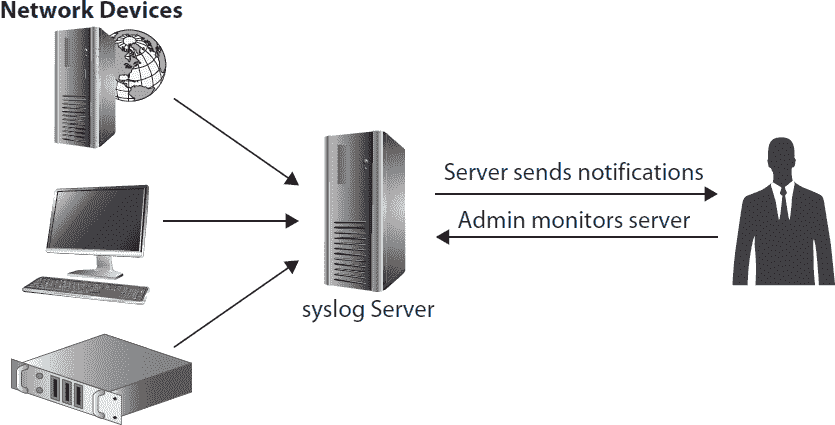 Network Devices
Server sends notifications
Admin monitors server
syslog Server